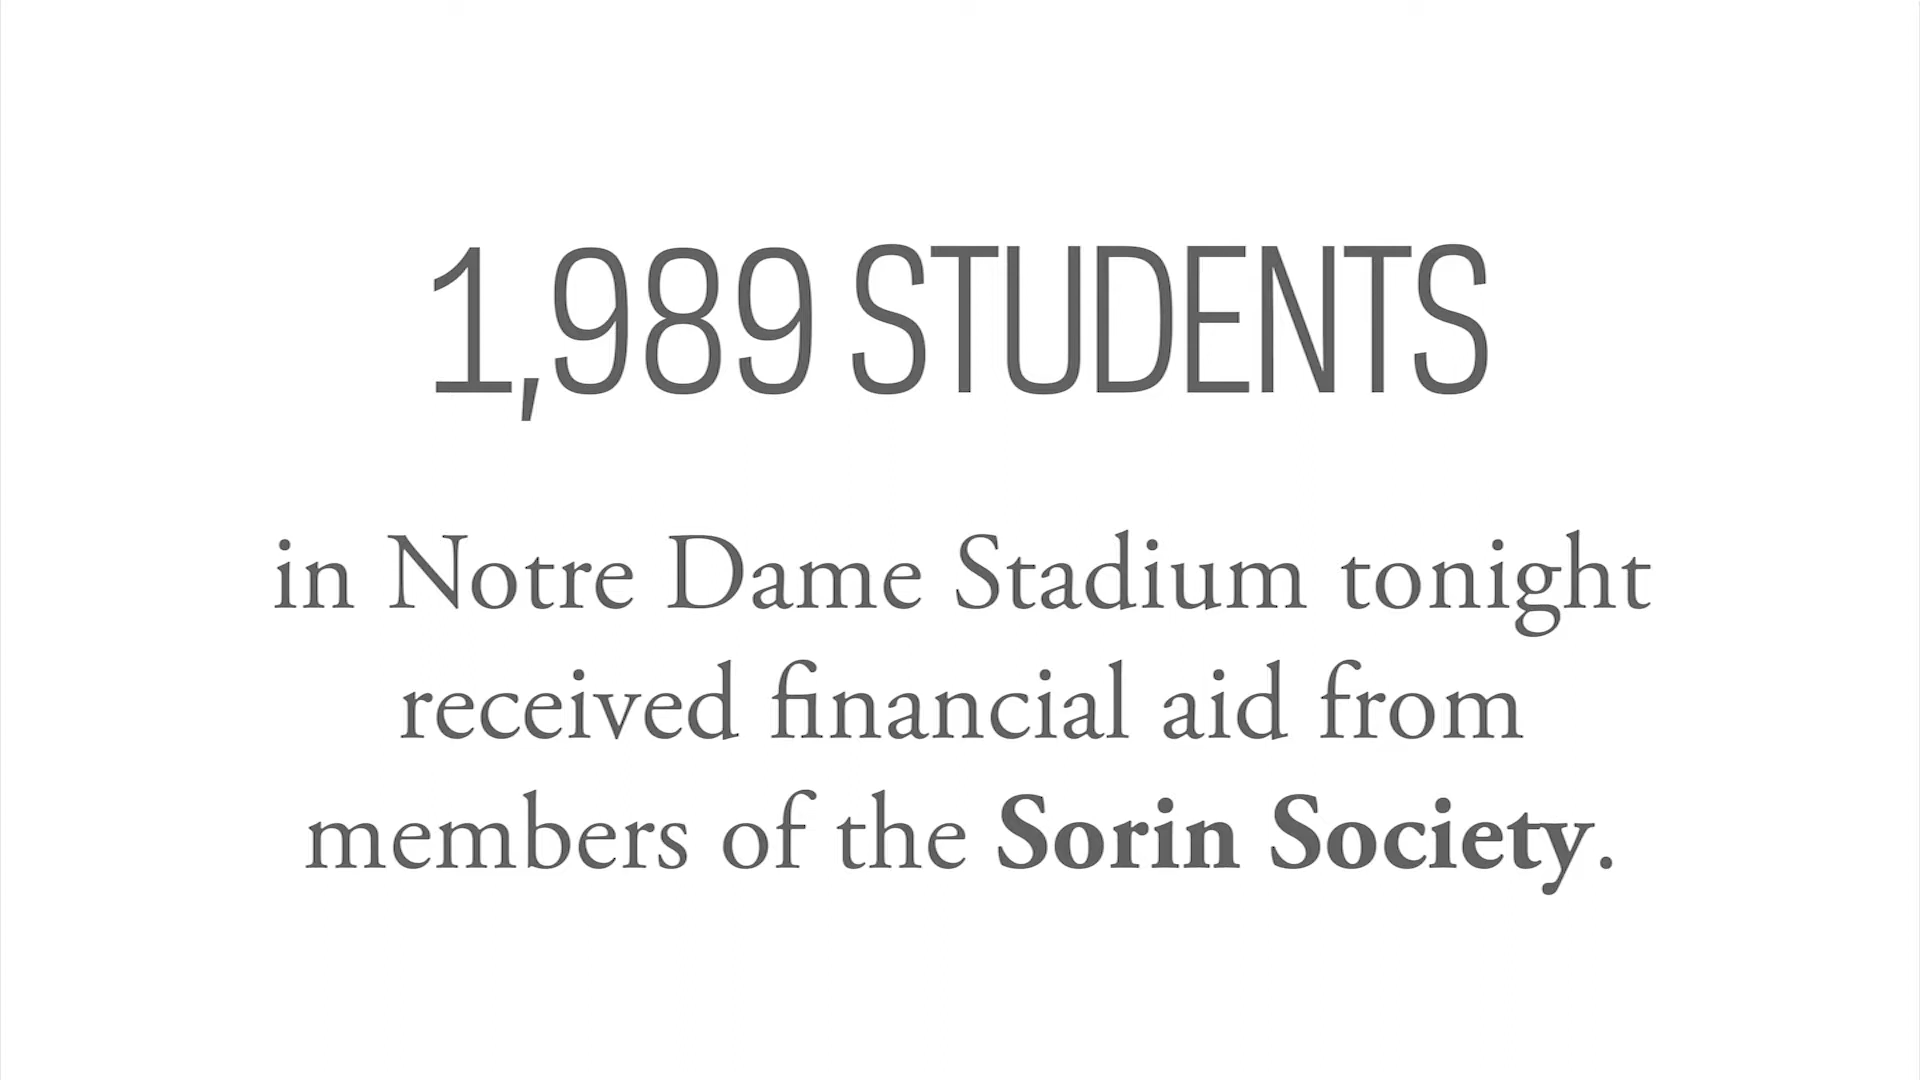 1,989 STUDENTS
in Notre Dame Stadium tonight
received financial aid from
members of the Sorin Society.